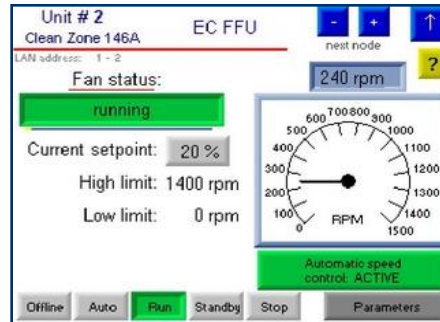 Unit # 2
EC FFU
- +
Clean Zone 146A
next node
LAN address: 1 - 2
?
Fan status:
240 rpm
running
Current setpoint: 20 %
High limit: 1400 rpm
Low limit: 0 rpm
0 100 200 300 400 500 600 700 800 900 1000 1100 1200 1300 1400 1500
RPM
Automatic speed
control: ACTIVE
Offline Auto Run Standby Stop Parameters